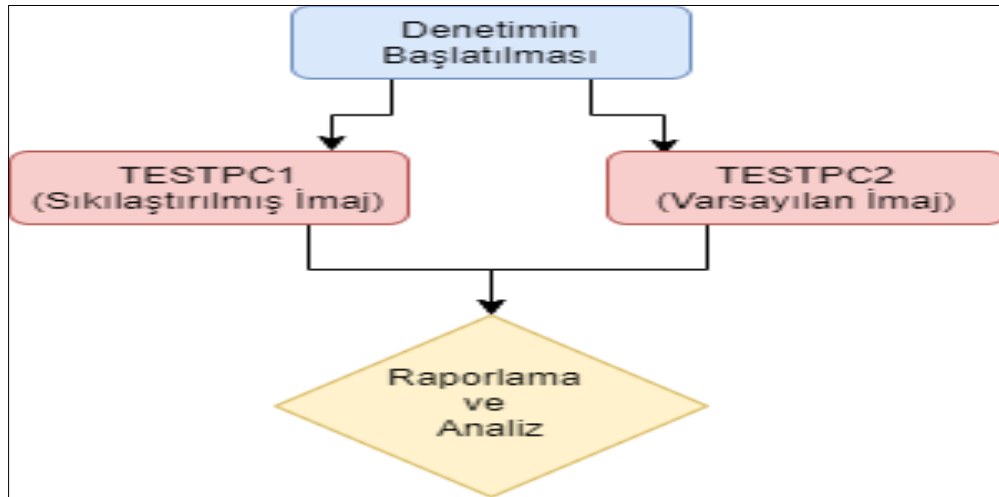 Denetimin
Başlatılması
TESTPC1
(Sıkılaştırılmış İmaj)
TESTPC2
(Varsayılan İmaj)
Raporlama
ve
Analiz